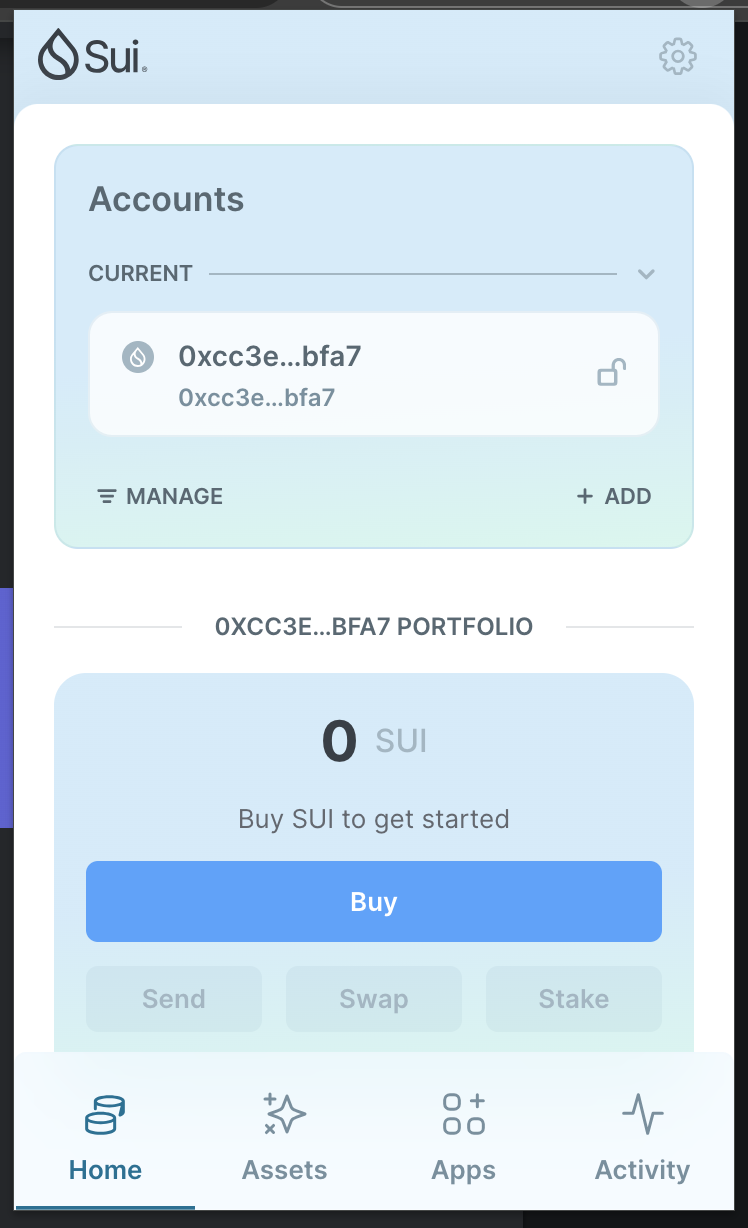 Sui
Accounts
CURRENT
0xcc3e...bfa7
0xcc3e...bfa7
MANAGE
+ ADD
0XCC3E...BFA7 PORTFOLIO
0 SUI
Buy SUI to get started
Buy
Send Swap Stake
Home Assets Apps Activity